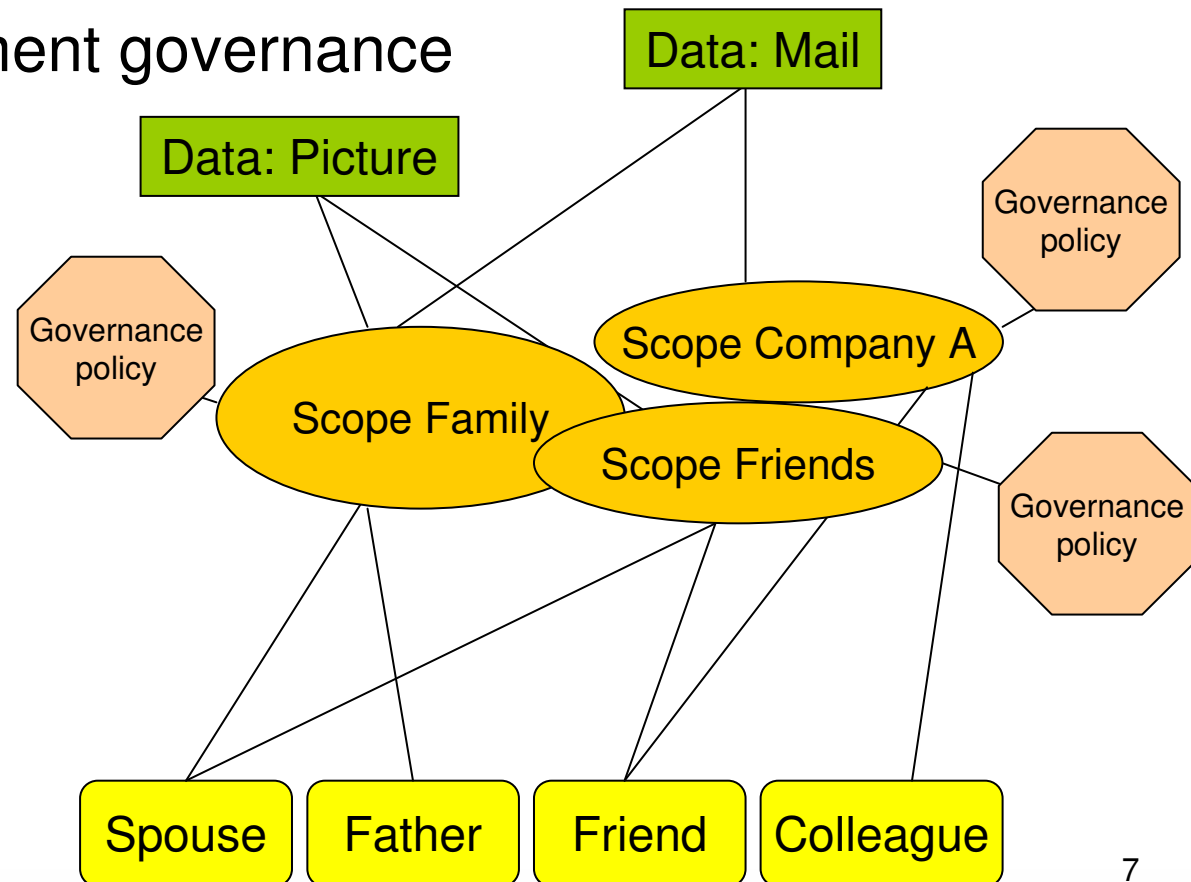 ment governance
Data: Mail
Data: Picture
Governance
policy
Governance
policy
Scope Company A
Scope Family
Scope Friends
Governance
policy
Spouse
Father
Friend
Colleague
7